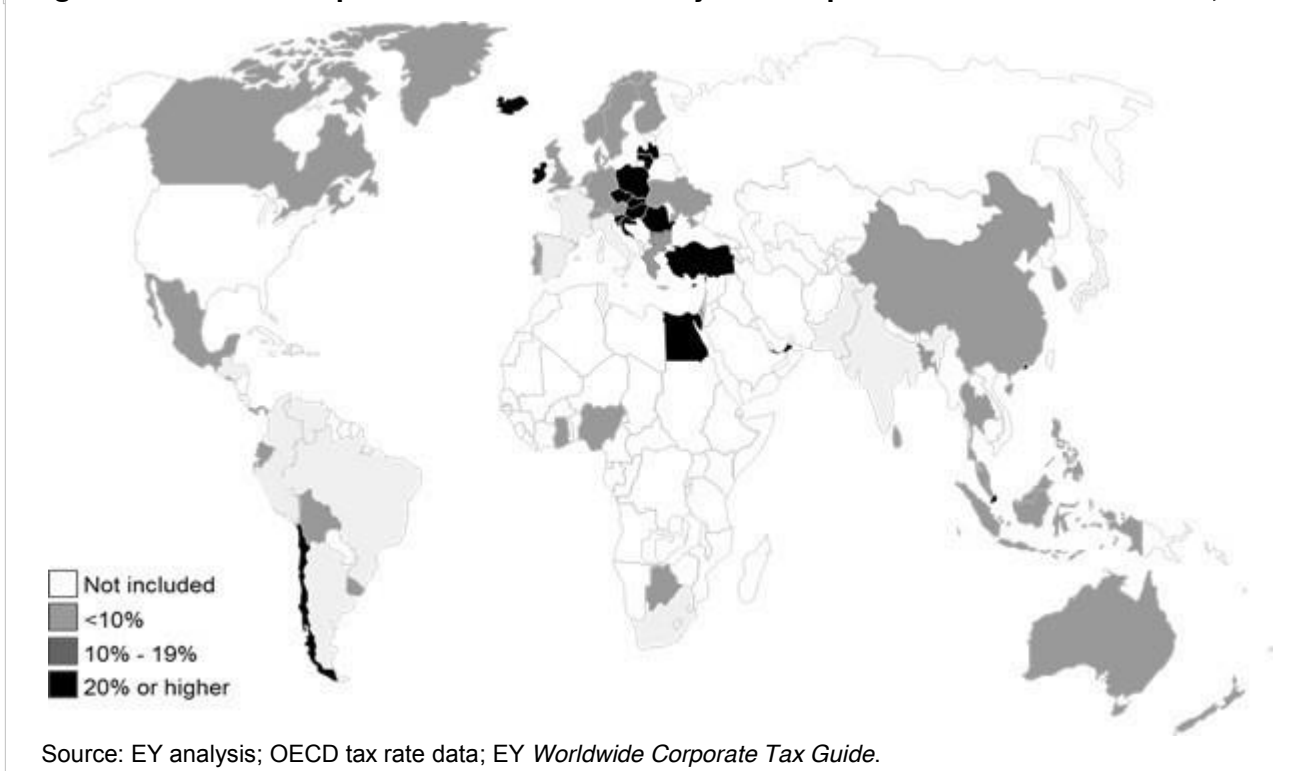 Not included
<10%
10% - 19%
20% or higher
Source: EY analysis; OECD tax rate data; EY Worldwide Corporate Tax Guide.